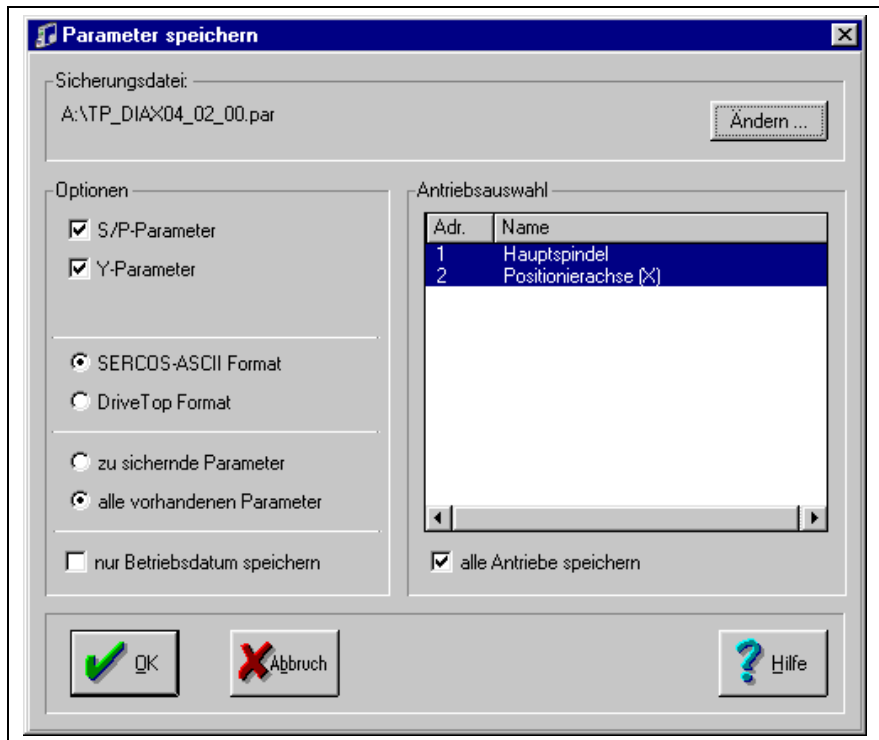 Parameter speichern
Sicherungsdatei:
A:\TP_DIAX04_02_00.par
Ändern ...
Optionen
S/P-Parameter
Y-Parameter
SERCOS-ASCII Format
DriveTop Format
zu sichernde Parameter
alle vorhandenen Parameter
nur Betriebsdatum speichern
Antriebsauswahl
Adr. Name
1 Hauptspindel
2 Positionierachse (X)
alle Antriebe speichern
OK
Abbruch
Hilfe